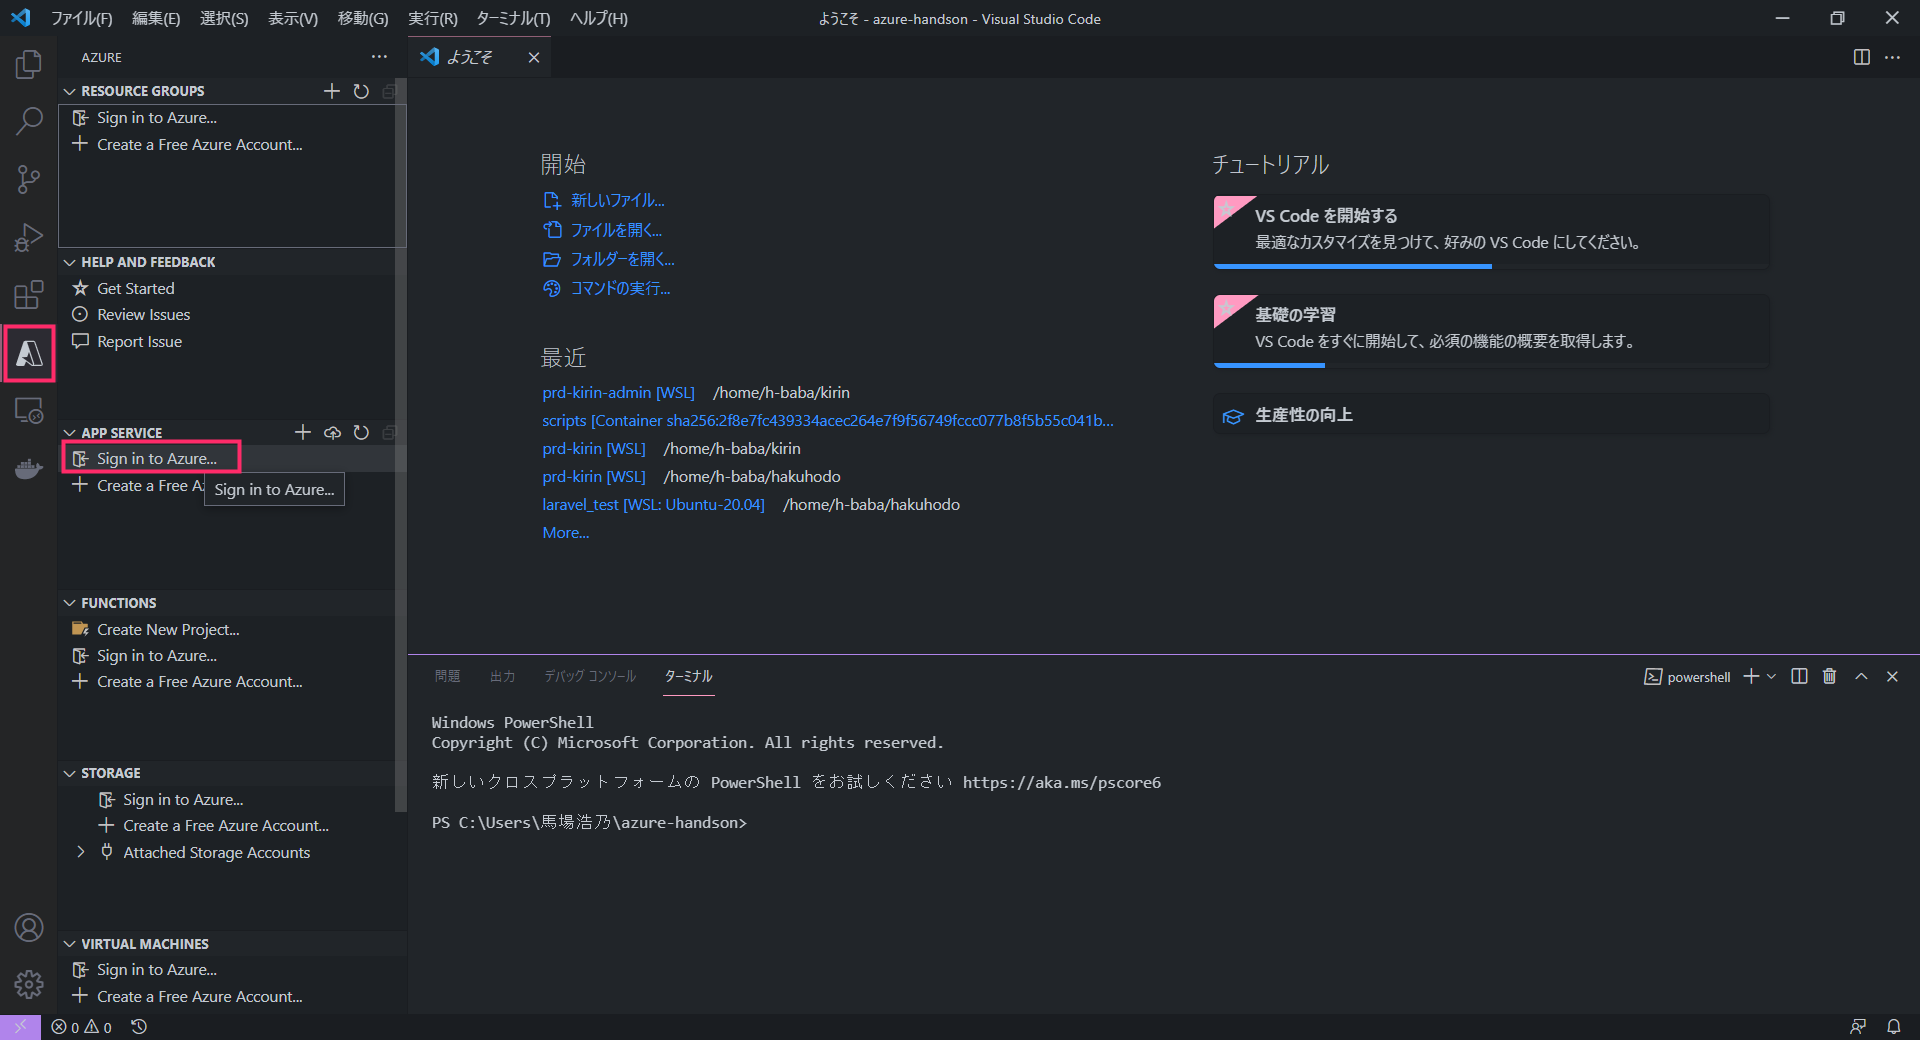 ファイル(F) 編集(E) 選択(S) 表示(V) 移動(G) 実行(R) ターミナル(T) ヘルプ(H)
ようこそ - azure-handson - Visual Studio Code
AZURE
RESOURCE GROUPS
Sign in to Azure...
Create a Free Azure Account...
HELP AND FEEDBACK
Get Started
Review Issues
Report Issue
APP SERVICE
Sign in to Azure...
Create a Free Az
Sign in to Azure...
FUNCTIONS
Create New Project...
Sign in to Azure...
Create a Free Azure Account...
STORAGE
Sign in to Azure...
Create a Free Azure Account...
Attached Storage Accounts
VIRTUAL MACHINES
Sign in to Azure...
Create a Free Azure Account...
ようこそ
開始
新しいファイル...
ファイルを開く...
フォルダーを開く...
コマンドの実行...
最近
prd-kirin-admin [WSL] /home/h-baba/kirin
scripts [Container sha256:2f8e7fc439334acec264e7f9f56749fccc077b8f5b55c041b...
prd-kirin [WSL] /home/h-baba/kirin
prd-kirin [WSL] /home/h-baba/hakuhodo
laravel_test [WSL: Ubuntu-20.04] /home/h-baba/hakuhodo
More...
チュートリアル
VS Code を開始する
最適なカスタマイズを見つけて、好みの VS Code にしてください。
基礎の学習
VS Code をすぐに開始して、必須の機能の概要を取得します。
生産性の向上
問題 出力 デバッグ コンソール ターミナル
powershell
Windows PowerShell
Copyright (C) Microsoft Corporation. All rights reserved.
新しいクロスプラットフォームの PowerShell をお試しください https://aka.ms/pscore6
PS C:\Users\馬場浩乃\azure-handson>
0 0